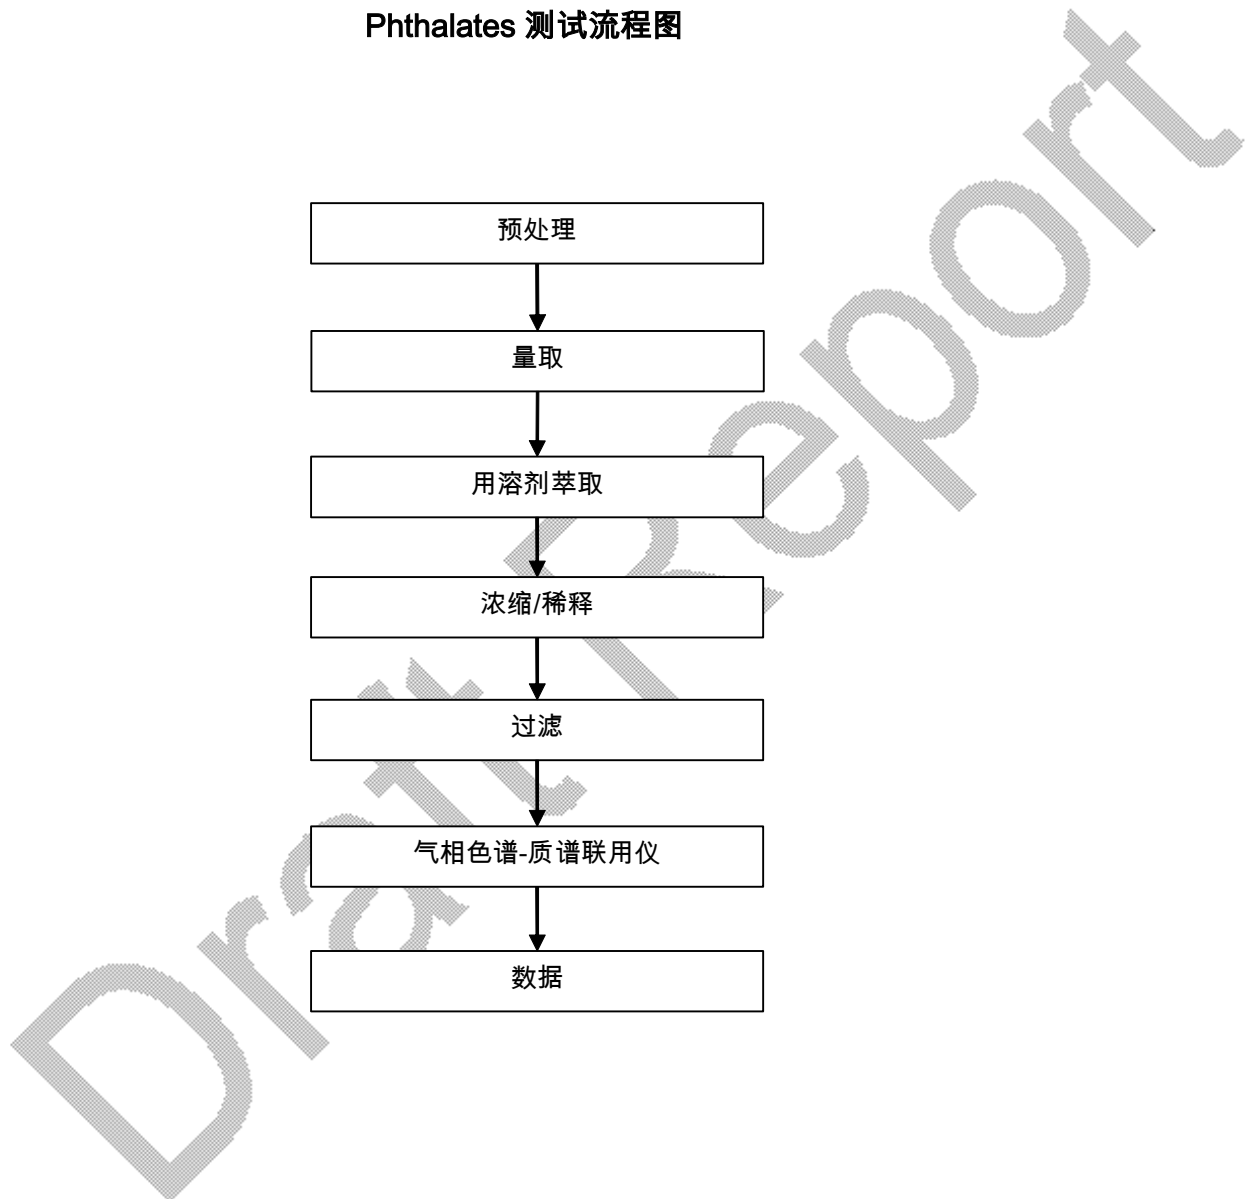 Phthalates 测试流程图
预处理
量取
用溶剂萃取
浓缩/稀释
过滤
气相色谱-质谱联用仪
数据
Draft Report